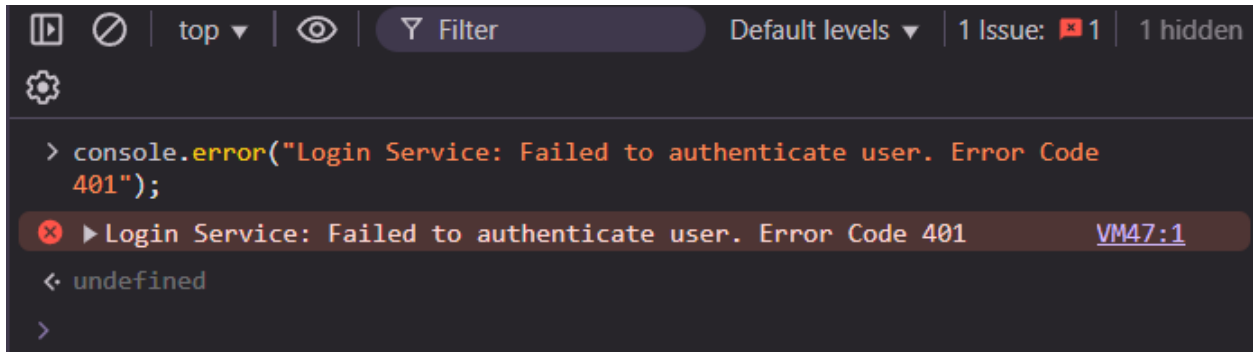 top ▾ Filter Default levels ▾ 1 Issue: 1 1 hidden
> console.error("Login Service: Failed to authenticate user. Error Code
401");
▶Login Service: Failed to authenticate user. Error Code 401 VM47:1
undefined
>